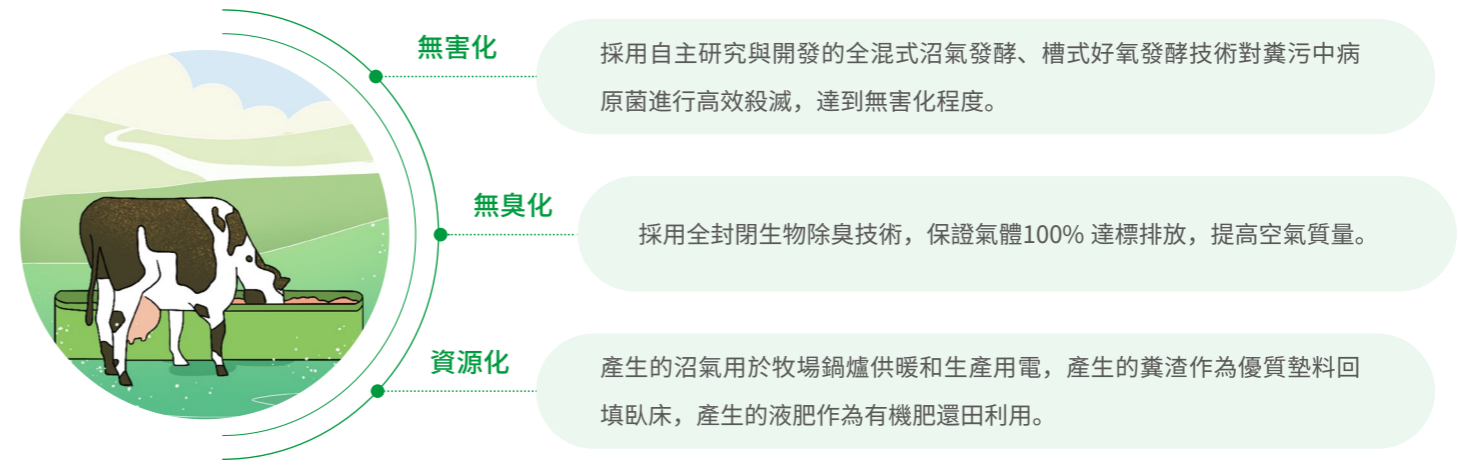 無害化
採用自主研究與開發的全混式沼氣發酵、槽式好氧發酵技術對糞污中病
原菌進行高效殺滅，達到無害化程度。
無臭化
採用全封閉生物除臭技術，保證氣體100% 達標排放，提高空氣質量。
資源化
產生的沼氣用於牧場鍋爐供暖和生產用電，產生的糞渣作為優質墊料回
填臥床，產生的液肥作為有機肥還田利用。